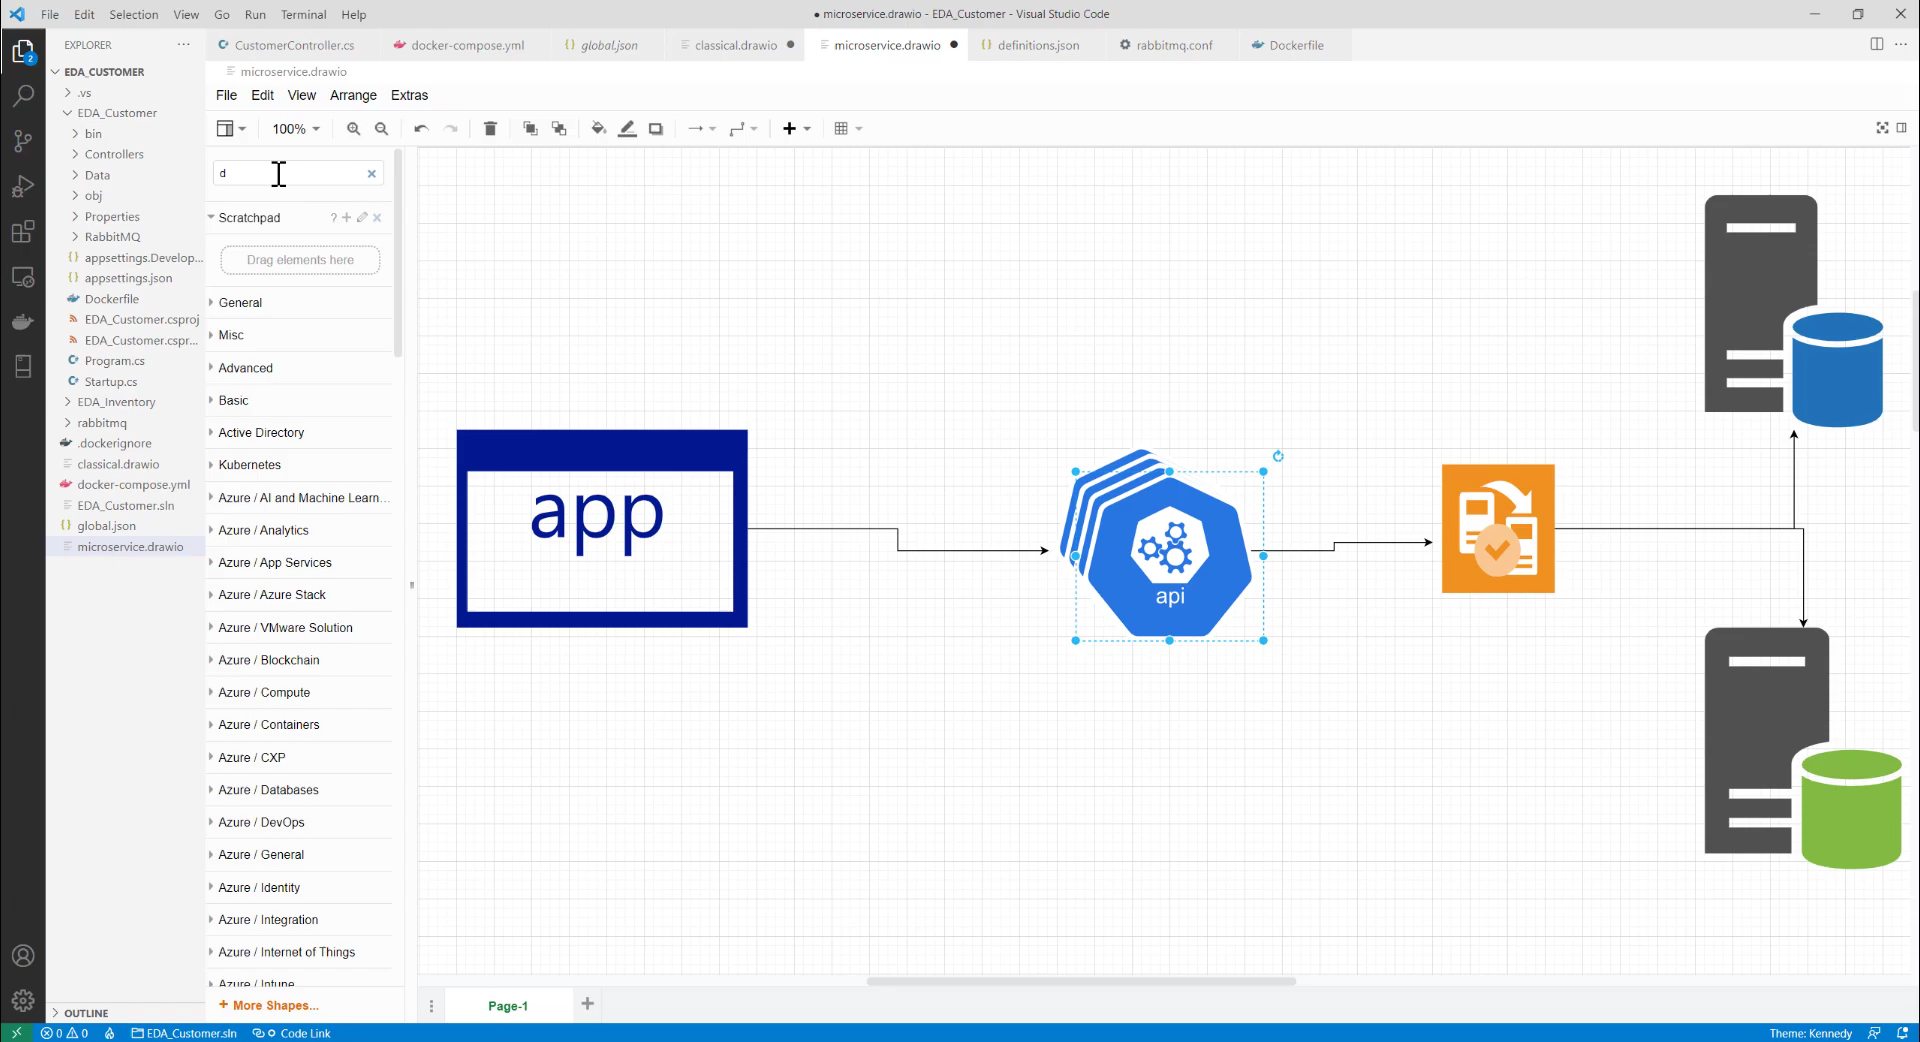 File Edit Selection View Go Run Terminal Help
● microservice.drawio - EDA_Customer - Visual Studio Code
2
EXPLORER
EDA_CUSTOMER
.vs
EDA_Customer
bin
Controllers
Data
obj
Properties
RabbitMQ
appsettings.Develop...
appsettings.json
Dockerfile
EDA_Customer.csproj
EDA_Customer.cspr...
Program.cs
Startup.cs
EDA_Inventory
rabbitmq
.dockerignore
classical.drawio
docker-compose.yml
EDA_Customer.sln
global.json
microservice.drawio
OUTLINE
CustomerController.cs docker-compose.yml global.json classical.drawio microservice.drawio definitions.json rabbitmq.conf Dockerfile
microservice.drawio
File Edit View Arrange Extras
100%
d
Scratchpad
Drag elements here
General
Misc
Advanced
Basic
Active Directory
Kubernetes
Azure / AI and Machine Learn...
Azure / Analytics
Azure / App Services
Azure / Azure Stack
Azure / VMware Solution
Azure / Blockchain
Azure / Compute
Azure / Containers
Azure / CXP
Azure / Databases
Azure / DevOps
Azure / General
Azure / Identity
Azure / Integration
Azure / Internet of Things
Azure / Intune
+ More Shapes...
app
api
Page-1
0 0 EDA_Customer.sln Code Link
Theme: Kennedy